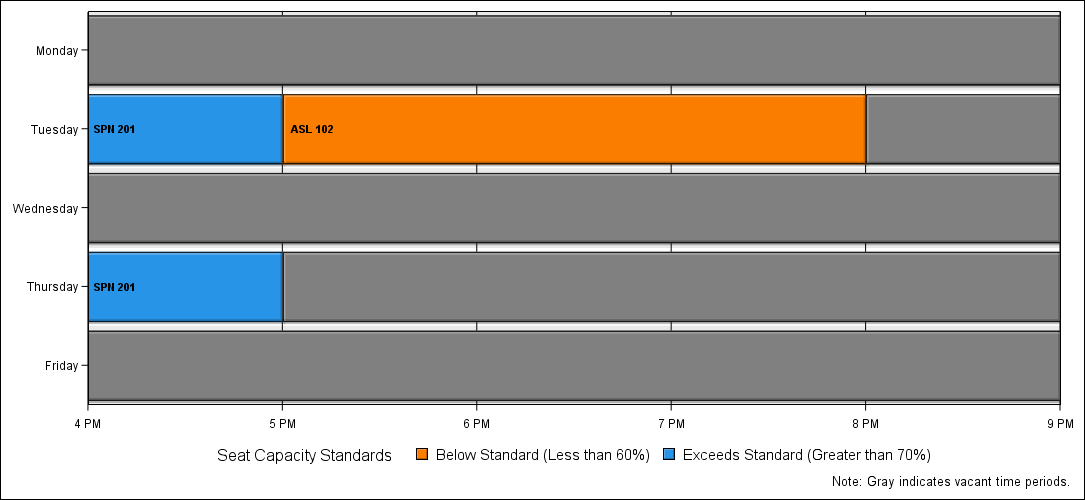 Monday
Tuesday
SPN 201
ASL 102
Wednesday
Thursday
SPN 201
Friday
4 PM 5 PM 6 PM 7 PM 8 PM 9 PM
Seat Capacity Standards Below Standard (Less than 60%) Exceeds Standard (Greater than 70%)
Note: Gray indicates vacant time periods.